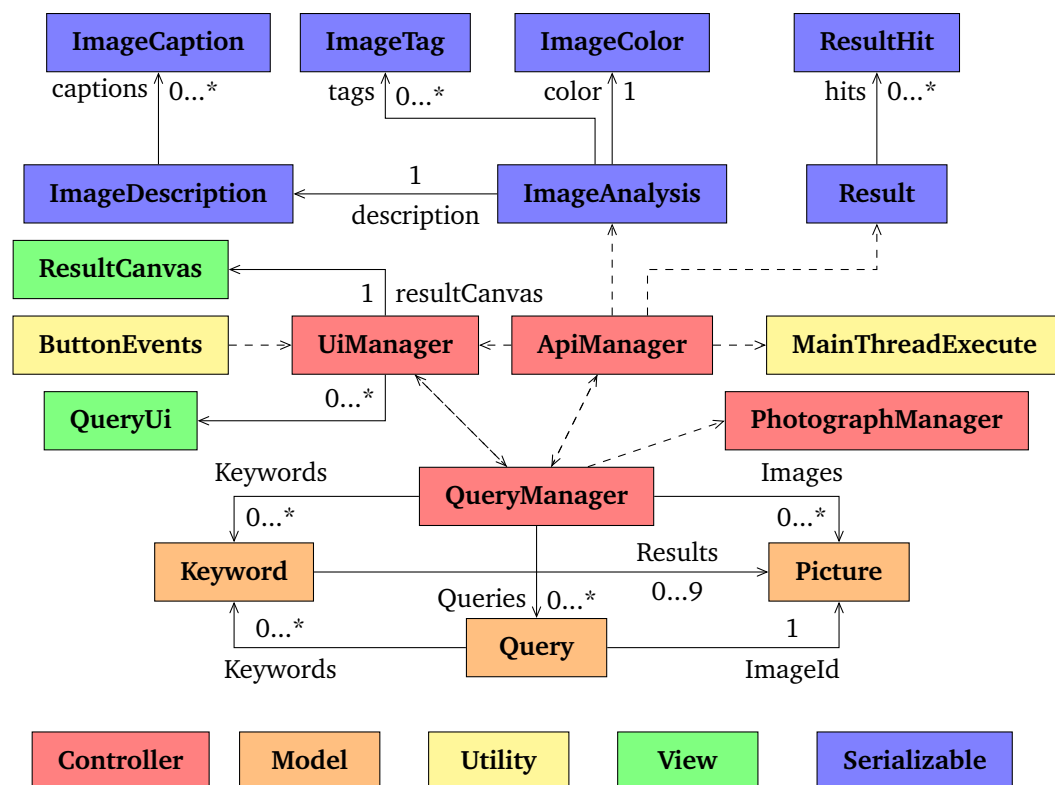 ImageCaption ImageTag ImageColor ResultHit
captions 0...* tags 0...* color 1 hits 0...*
ImageDescription 1 ImageAnalysis Result
description
ResultCanvas
1 resultCanvas
ButtonEvents UiManager ApiManager MainThreadExecute
0...*
QueryUi PhotographManager
Keywords QueryManager Images
0...* 0...*
Keyword Results Picture
0...9
Queries 0...*
0...* Query 1
Keywords ImageId
Controller Model Utility View Serializable